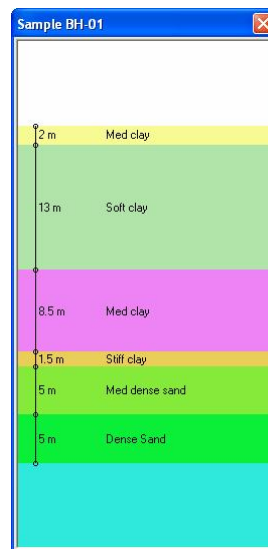 Sample BH-01
2 m Med clay
13 m Soft clay
8.5 m Med clay
1.5 m Stiff clay
5 m Med dense sand
5 m Dense Sand